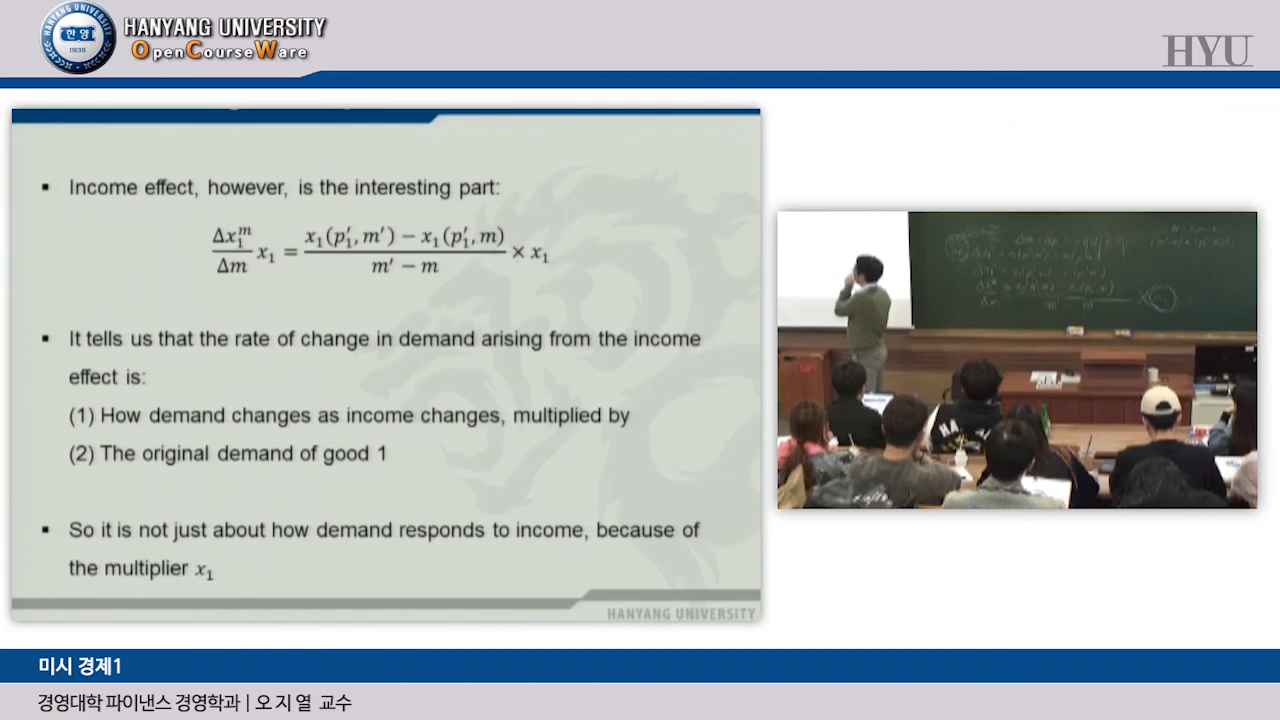 HANYANG UNIVERSITY
OpenCourseWare
HANYANG UNIVERSITY
한양
1939
HYU
▪ Income effect, however, is the interesting part:
Δx₁ᵐ/Δm x₁ = (x₁(p₁′, m′) − x₁(p₁′, m))/(m′ − m) × x₁
▪ It tells us that the rate of change in demand arising from the income
effect is:
(1) How demand changes as income changes, multiplied by
(2) The original demand of good 1
▪ So it is not just about how demand responds to income, because of
the multiplier x₁
HANYANG UNIVERSITY
미시 경제1
경영대학 파이낸스 경영학과 | 오 지 열 교수